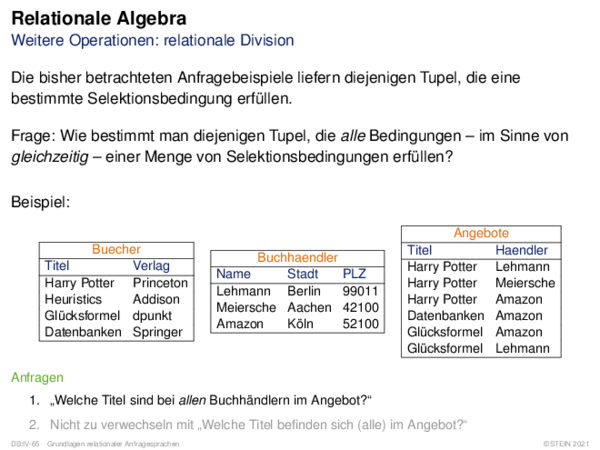 Relationale Algebra
Weitere Operationen: relationale Division
Die bisher betrachteten Anfragebeispiele liefern diejenigen Tupel, die eine
bestimmte Selektionsbedingung erfüllen.
Frage: Wie bestimmt man diejenigen Tupel, die alle Bedingungen – im Sinne von
gleichzeitig – einer Menge von Selektionsbedingungen erfüllen?
Beispiel:
Buecher
Titel Verlag
Harry Potter Princeton
Heuristics Addison
Glücksformel dpunkt
Datenbanken Springer
Buchhaendler
Name Stadt PLZ
Lehmann Berlin 99011
Meiersche Aachen 42100
Amazon Köln 52100
Angebote
Titel Haendler
Harry Potter Lehmann
Harry Potter Meiersche
Harry Potter Amazon
Datenbanken Amazon
Glücksformel Amazon
Glücksformel Lehmann
Anfragen
1. „Welche Titel sind bei allen Buchhändlern im Angebot?“
2. Nicht zu verwechseln mit „Welche Titel befinden sich (alle) im Angebot?“
DB:IV-65 Grundlagen relationaler Anfragesprachen ©STEIN 2021